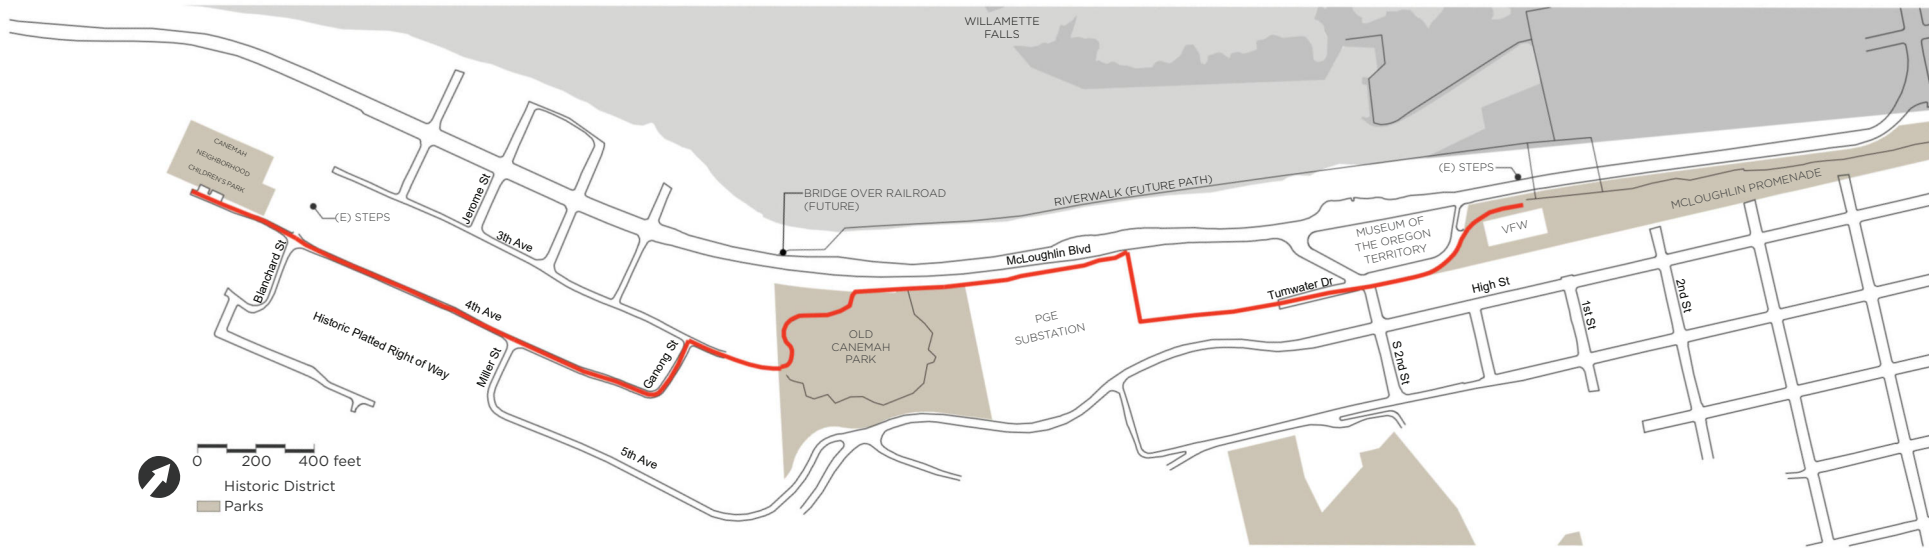 WILLAMETTE
FALLS
CANEMAH
NEIGHBORHOOD
CHILDREN'S PARK
(E) STEPS
Jerome St
3th Ave
BRIDGE OVER RAILROAD
(FUTURE)
RIVERWALK (FUTURE PATH)
(E) STEPS
MCLOUGHLIN PROMENADE
VFW
MUSEUM OF
THE OREGON
TERRITORY
McLoughlin Blvd
Tumwater Dr
High St
1st St
2nd St
S 2nd St
Blanchard St
4th Ave
Historic Platted Right of Way
Miller St
Ganong St
5th Ave
OLD
CANEMAH
PARK
PGE
SUBSTATION
0 200 400 feet
Historic District
Parks